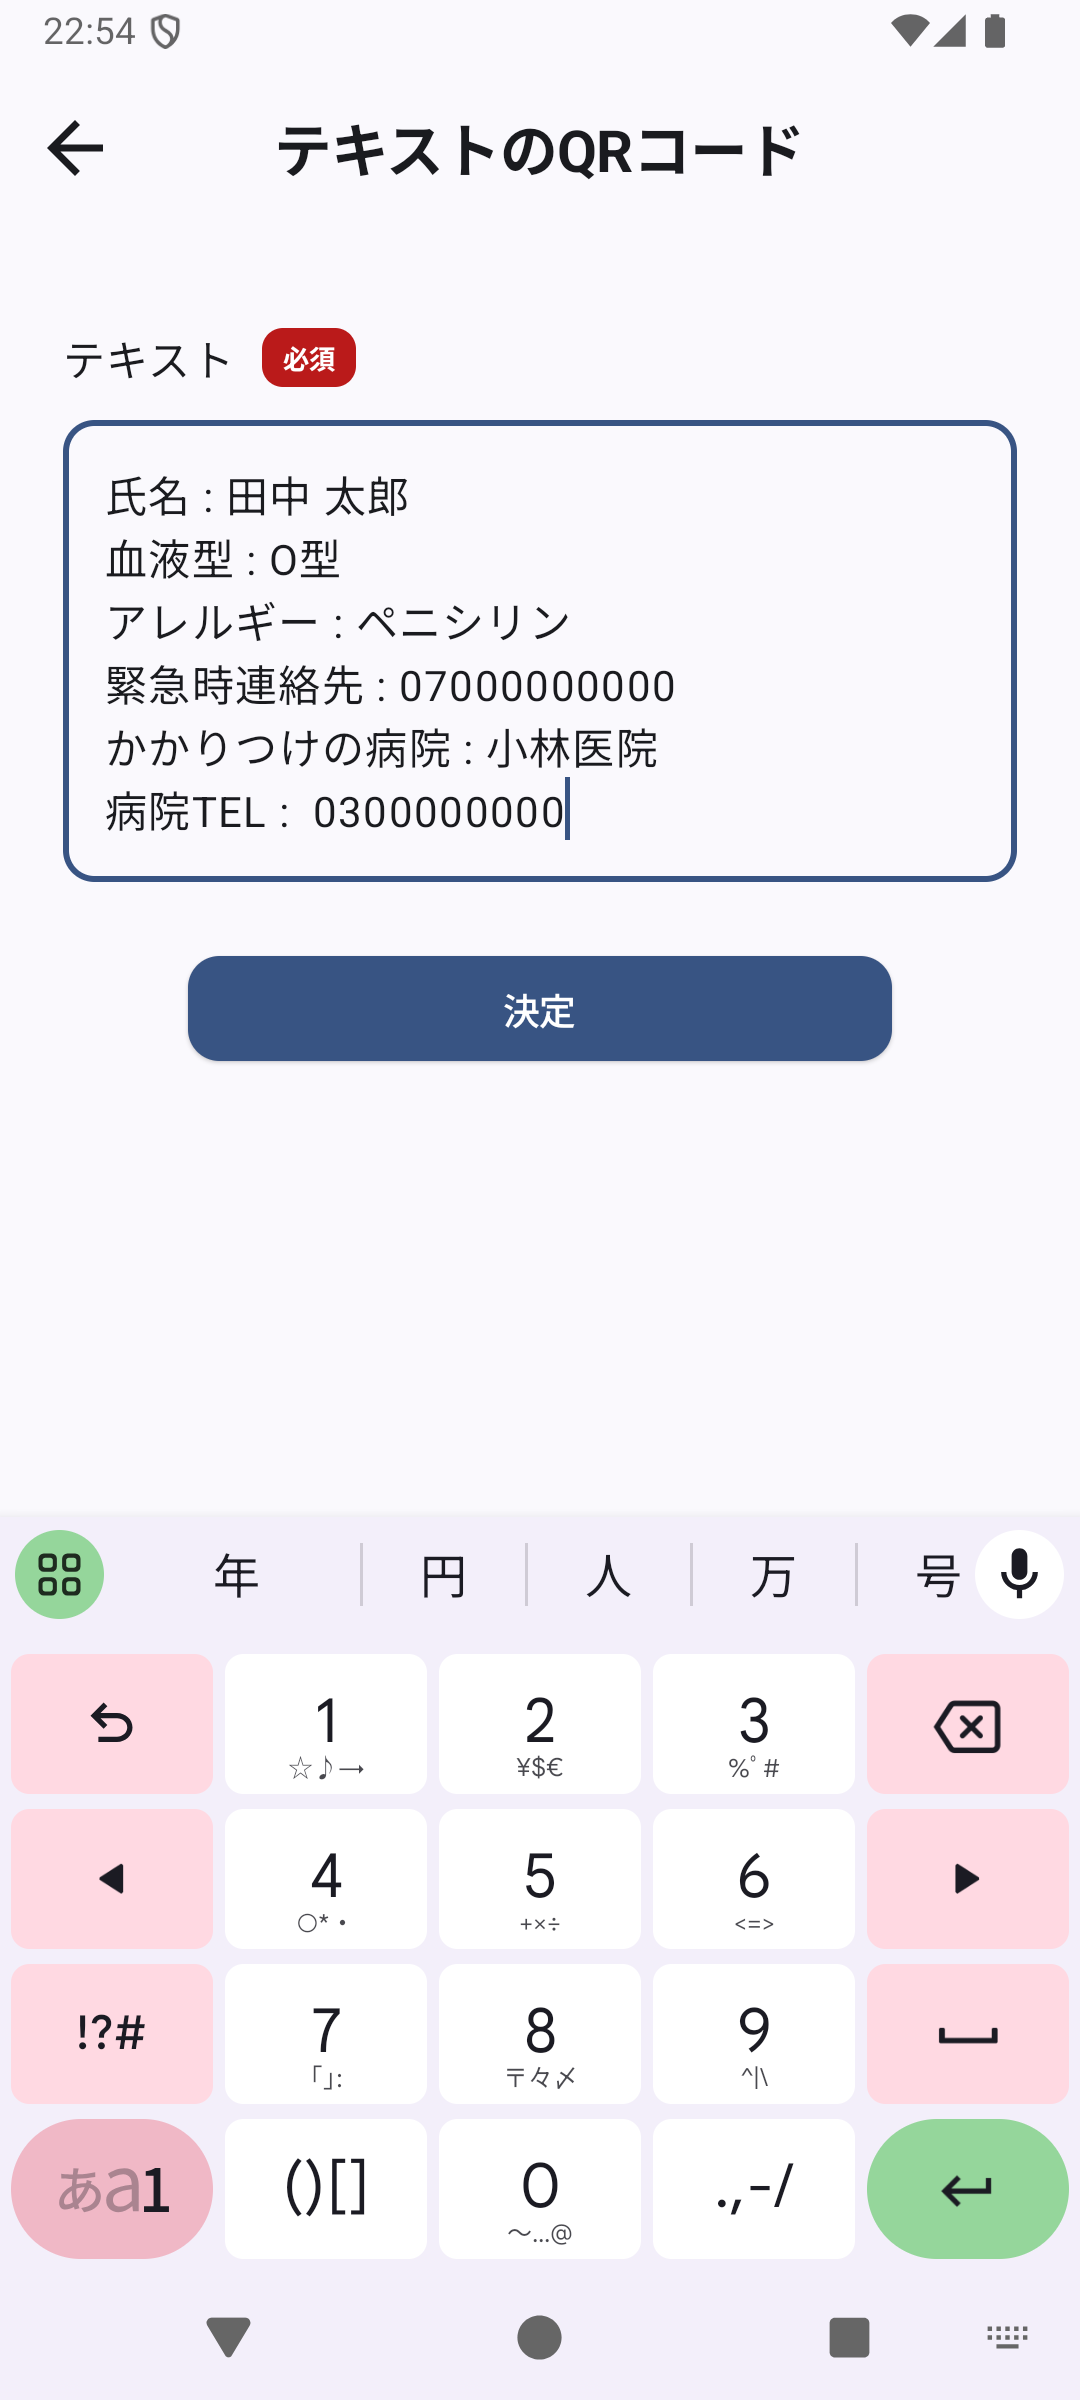 22:54
テキストのQRコード
テキスト 必須
氏名 : 田中 太郎
血液型 : O型
アレルギー : ペニシリン
緊急時連絡先 : 07000000000
かかりつけの病院 : 小林医院
病院TEL :  0300000000
決定
年 円 人 万 号
1 2 3
☆♪→ ¥$€ %゜#
4 5 6
○*・ +×÷ <=>
!?# 7 8 9
「」: 〒々〆 ^|\
あa1 ()[] 0 .,-/
～…@